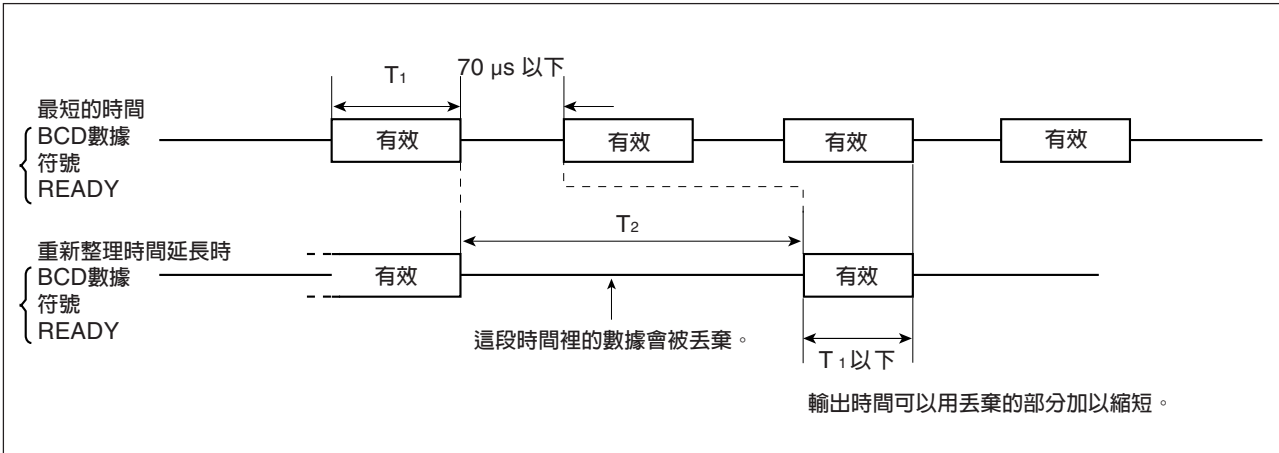 T1
70 µs 以下
最短的時間
BCD數據
符號
READY
有效
有效
有效
有效
T2
重新整理時間延長時
BCD數據
符號
READY
有效
有效
這段時間裡的數據會被丟棄。
T 1 以下
輸出時間可以用丟棄的部分加以縮短。